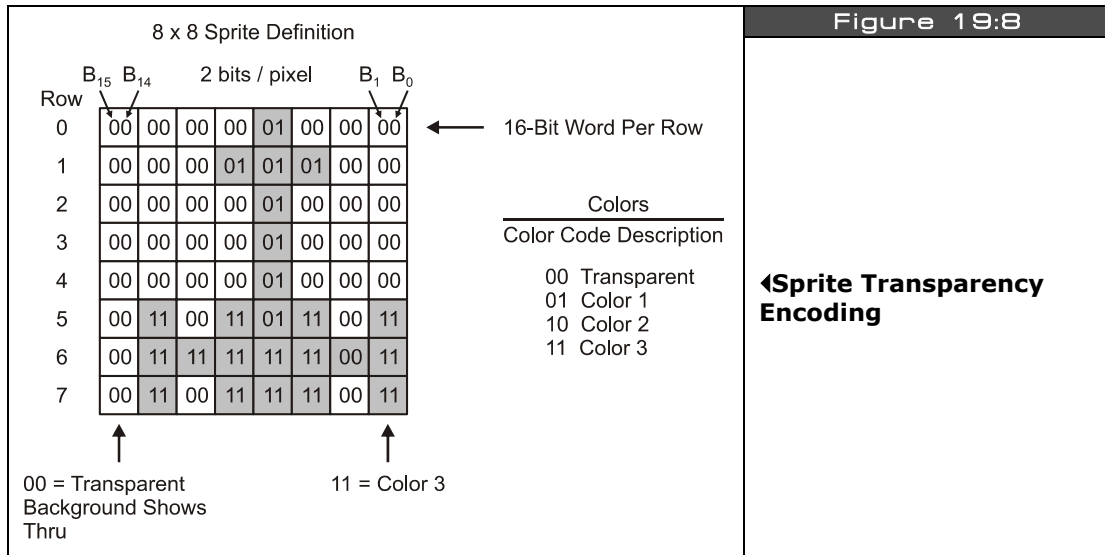 Figure 19:8
8 x 8 Sprite Definition
B15 B14 2 bits / pixel B1 B0
Row
0 00 00 00 00 01 00 00 00 16-Bit Word Per Row
1 00 00 00 01 01 01 00 00
2 00 00 00 00 01 00 00 00
3 00 00 00 00 01 00 00 00
4 00 00 00 00 01 00 00 00
5 00 11 00 11 01 11 00 11
6 00 11 11 11 11 11 00 11
7 00 11 00 11 11 11 00 11
Colors
Color Code Description
00 Transparent
01 Color 1
10 Color 2
11 Color 3
00 = Transparent
Background Shows
Thru
11 = Color 3
Sprite Transparency
Encoding